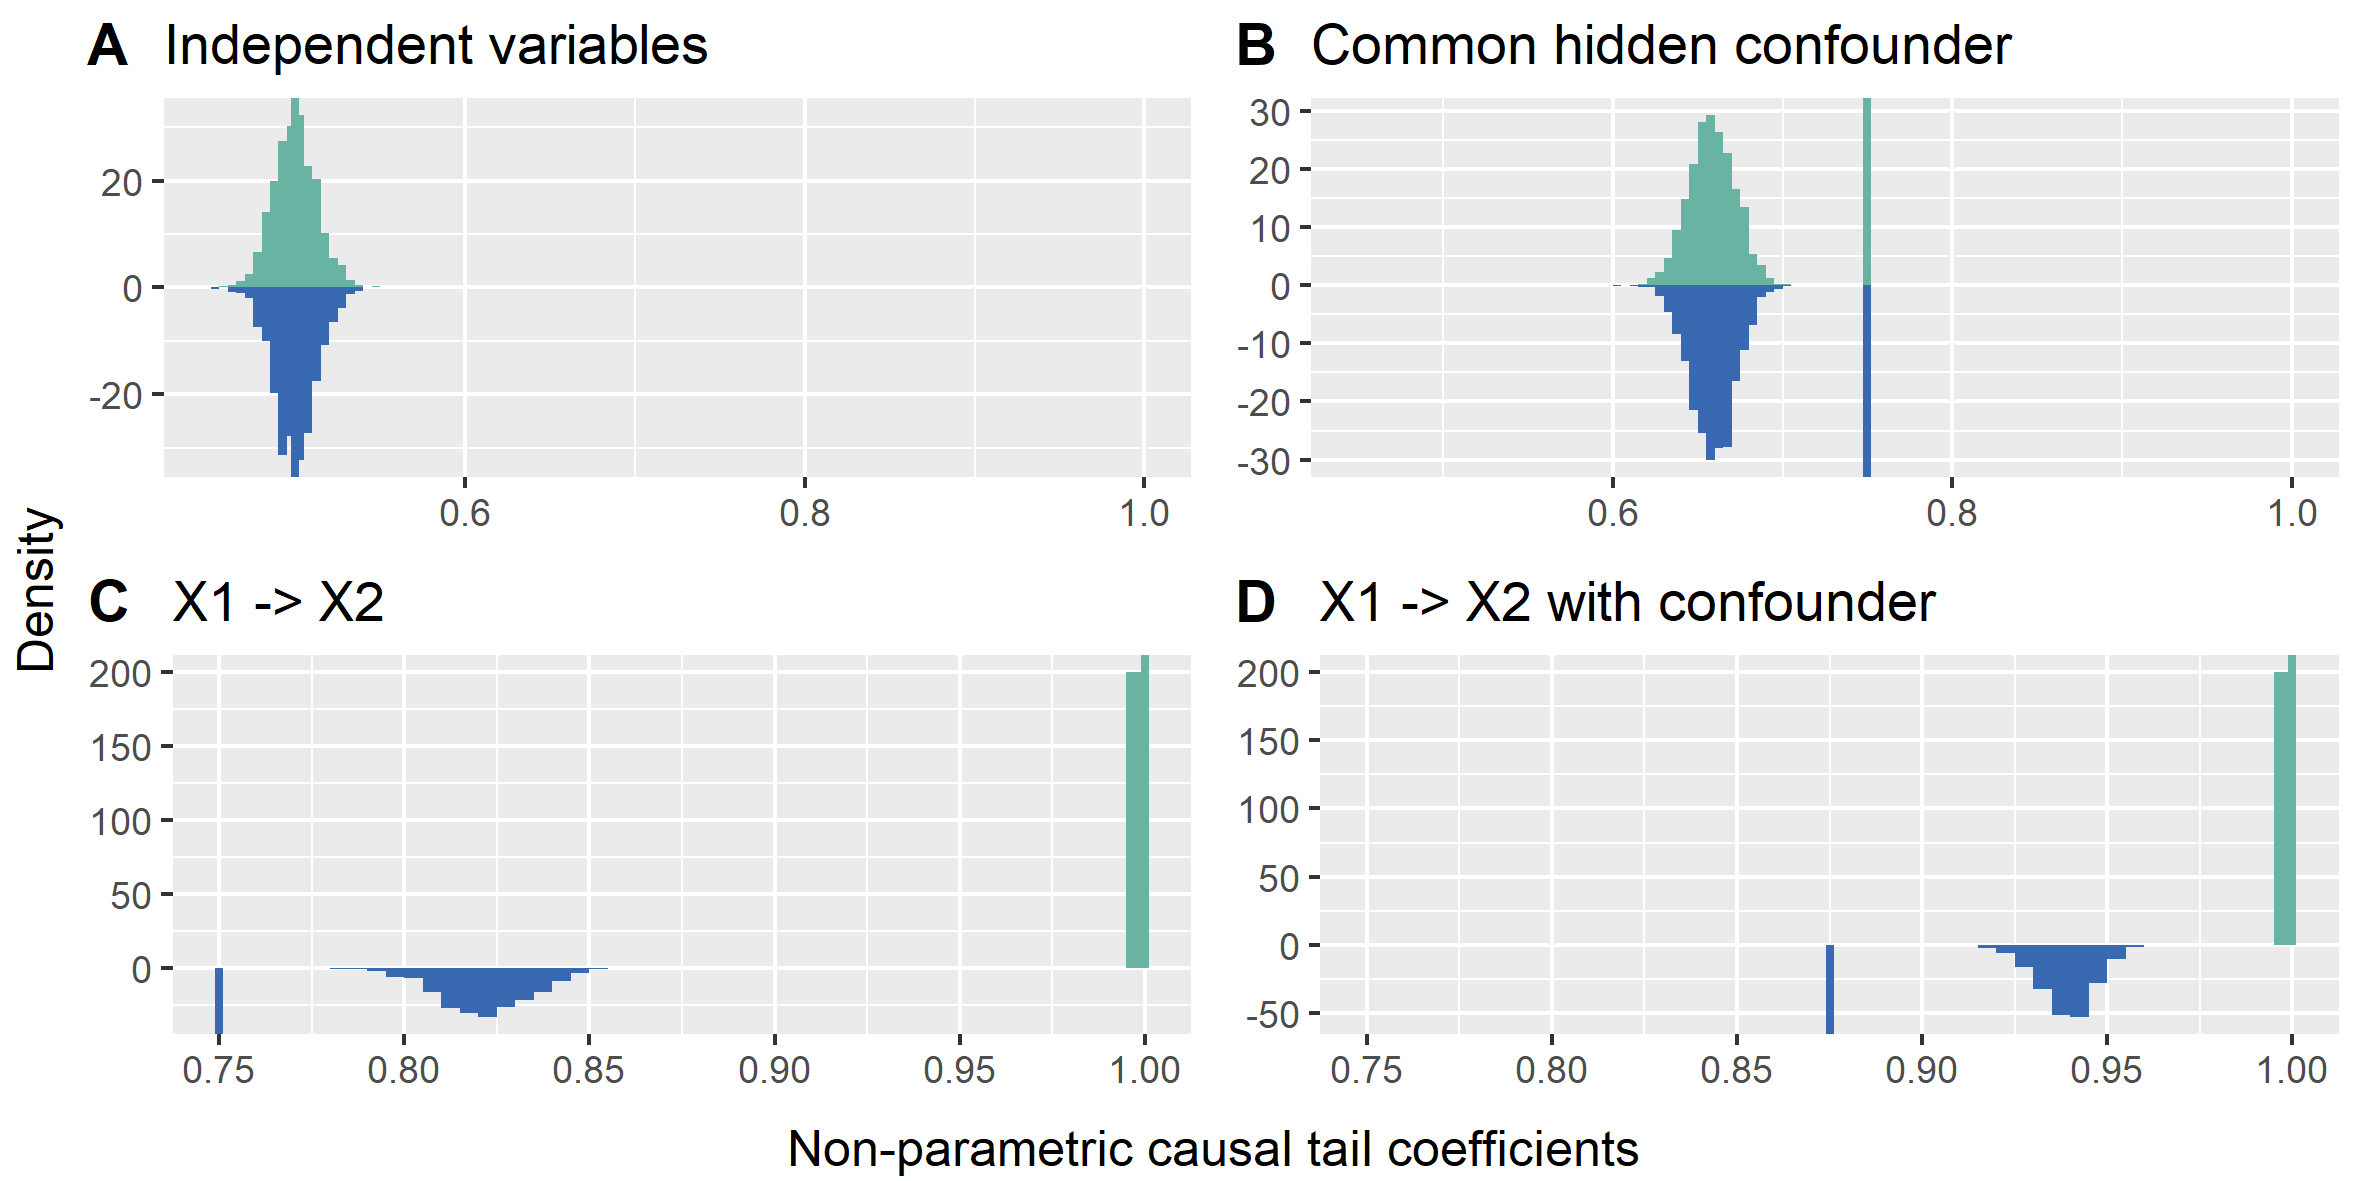 A Independent variables
20
0
-20
0.6 0.8 1.0
B Common hidden confounder
30
20
10
0
-10
-20
-30
0.6 0.8 1.0
Density
C X1 -> X2
200
150
100
50
0
0.75 0.80 0.85 0.90 0.95 1.00
D X1 -> X2 with confounder
200
150
100
50
0
-50
0.75 0.80 0.85 0.90 0.95 1.00
Non-parametric causal tail coefficients